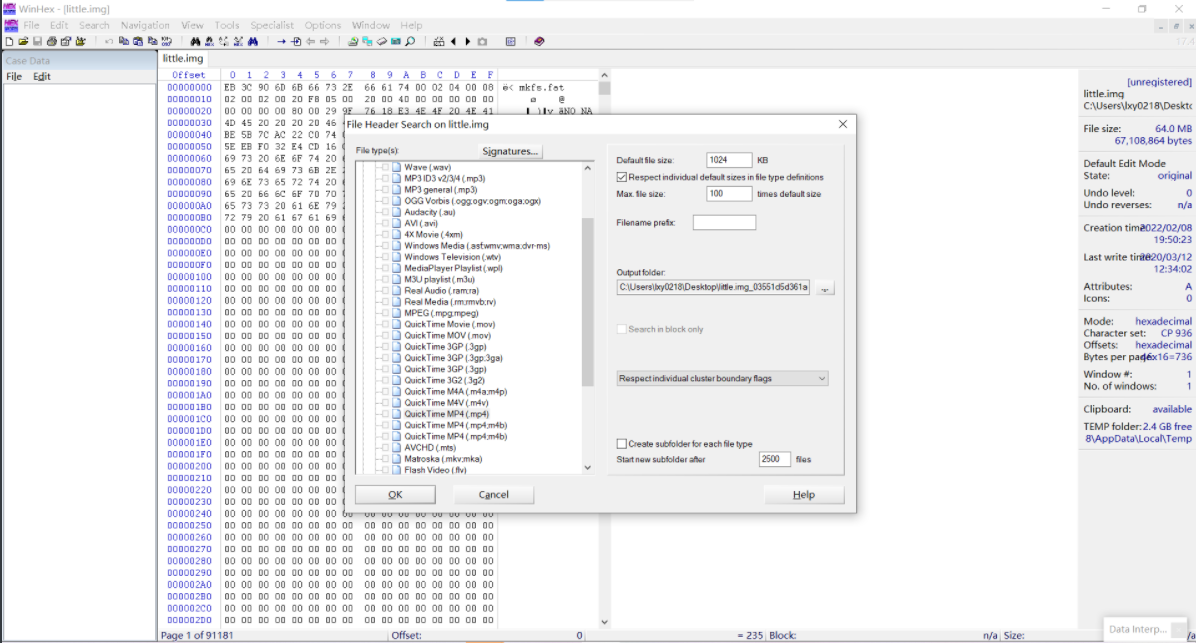 WinHex - [little.img]
File Edit Search Navigation View Tools Specialist Options Window Help
17.4
Case Data
File Edit
little.img
Offset 0 1 2 3 4 5 6 7 8 9 A B C D E F
00000000 EB 3C 90 6D 6B 66 73 2E 66 61 74 00 02 04 00 08 ë< mkfs.fat
00000010 02 00 02 00 20 F8 05 00 20 00 40 00 00 00 00 00 ø @
00000020 00 00 00 00 80 00 29 9F 76 18 E3 4E 4F 20 4E 41
00000030 4D 45 20 20 20 20 46
00000050 5E EB F0 32 E4 CD 16
00000060 69 73 20 6E 6F 74 20
00000070 65 20 64 69 73 6B 2E
00000080 69 6E 73 65 72 74 20
00000090 65 20 66 6C 6F 70 70
000000A0 65 73 73 20 61 6E 79
000000B0 72 79 20 61 67 61 69
000000C0 00 00 00 00 00 00 00
000000D0 00 00 00 00 00 00 00
000000E0 00 00 00 00 00 00 00
000000F0 00 00 00 00 00 00 00
00000100 00 00 00 00 00 00 00
00000110 00 00 00 00 00 00 00
00000120 00 00 00 00 00 00 00
00000130 00 00 00 00 00 00 00
00000140 00 00 00 00 00 00 00
00000150 00 00 00 00 00 00 00
00000160 00 00 00 00 00 00 00
00000170 00 00 00 00 00 00 00
00000180 00 00 00 00 00 00 00
00000190 00 00 00 00 00 00 00
000001A0 00 00 00 00 00 00 00
000001B0 00 00 00 00 00 00 00
000001C0 00 00 00 00 00 00 00
000001D0 00 00 00 00 00 00 00
000001E0 00 00 00 00 00 00 00
000001F0 00 00 00 00 00 00 00
00000200 00 00 00 00 00 00 00
00000210 00 00 00 00 00 00 00
00000220 00 00 00 00 00 00 00
00000230 00 00 00 00 00 00 00
00000240 00 00 00 00 00 00 00 00 00 00 00 00 00 00 00 00
00000250 00 00 00 00 00 00 00 00 00 00 00 00 00 00 00 00
00000260 00 00 00 00 00 00 00 00 00 00 00 00 00 00 00 00
00000270 00 00 00 00 00 00 00 00 00 00 00 00 00 00 00 00
00000280 00 00 00 00 00 00 00 00 00 00 00 00 00 00 00 00
00000290 00 00 00 00 00 00 00 00 00 00 00 00 00 00 00 00
000002A0 00 00 00 00 00 00 00 00 00 00 00 00 00 00 00 00
000002B0 00 00 00 00 00 00 00 00 00 00 00 00 00 00 00 00
000002C0 00 00 00 00 00 00 00 00 00 00 00 00 00 00 00 00
000002D0 00 00 00 00 00 00 00 00 00 00 00 00 00 00 00 00
Page 1 of 91181 Offset: 0 = 235 Block: n/a Size:
File Header Search on little.img
File type(s):
Signatures...
Wave (.wav)
MP3 ID3 v2/3/4 (.mp3)
MP3 general (.mp3)
OGG Vorbis (.ogg;ogv;ogm;oga;ogx)
Audacity (.au)
AVI (.avi)
4X Movie (.4xm)
Windows Media (.asf;wmv;wma;dvr-ms)
Windows Television (.wtv)
MediaPlayer Playlist (.wpl)
M3U playlist (.m3u)
Real Audio (.ram;ra)
Real Media (.rm;rmvb;rv)
MPEG (.mpg;mpeg)
QuickTime Movie (.mov)
QuickTime MOV (.mov)
QuickTime 3GP (.3gp)
QuickTime 3GP (.3gp;3ga)
QuickTime 3GP (.3gp)
QuickTime 3G2 (.3g2)
QuickTime M4A (.m4a;m4p)
QuickTime M4V (.m4v)
QuickTime MP4 (.mp4)
QuickTime MP4 (.mp4;m4b)
QuickTime MP4 (.mp4;m4b)
AVCHD (.mts)
Matroska (.mkv;mka)
Flash Video (.flv)
Default file size: 1024 KB
Respect individual default sizes in file type definitions
Max. file size: 100 times default size
Filename prefix:
Output folder:
C:\Users\lxy0218\Desktop\little.img_03551d5d361a
...
Search in block only
Respect individual cluster boundary flags
Create subfolder for each file type
Start new subfolder after 2500 files
OK Cancel Help
[unregistered]
little.img
C:\Users\lxy0218\Deskto
File size: 64.0 MB
67,108,864 bytes
Default Edit Mode
State: original
Undo level: 0
Undo reverses: n/a
Creation time 2022/02/08
19:50:23
Last write time 2020/03/12
12:34:02
Attributes: A
Icons: 0
Mode: hexadecimal
Character set: CP 936
Offsets: hexadecimal
Bytes per page: 46x16=736
Window #: 1
No. of windows: 1
Clipboard: available
TEMP folder: 2.4 GB free
8\AppData\Local\Temp
Data Interp...